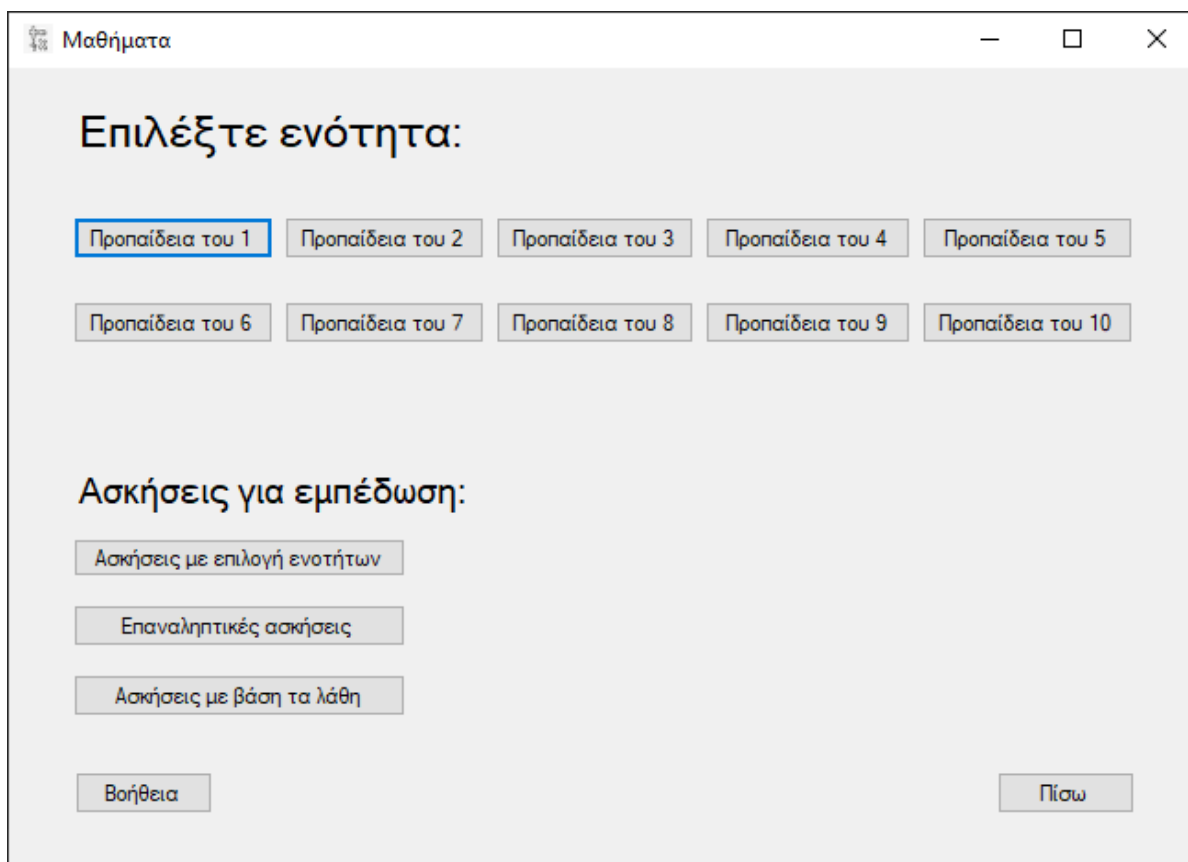 Μαθήματα
Επιλέξτε ενότητα:
Προπαίδεια του 1 Προπαίδεια του 2 Προπαίδεια του 3 Προπαίδεια του 4 Προπαίδεια του 5
Προπαίδεια του 6 Προπαίδεια του 7 Προπαίδεια του 8 Προπαίδεια του 9 Προπαίδεια του 10
Ασκήσεις για εμπέδωση:
Ασκήσεις με επιλογή ενοτήτων
Επαναληπτικές ασκήσεις
Ασκήσεις με βάση τα λάθη
Βοήθεια Πίσω